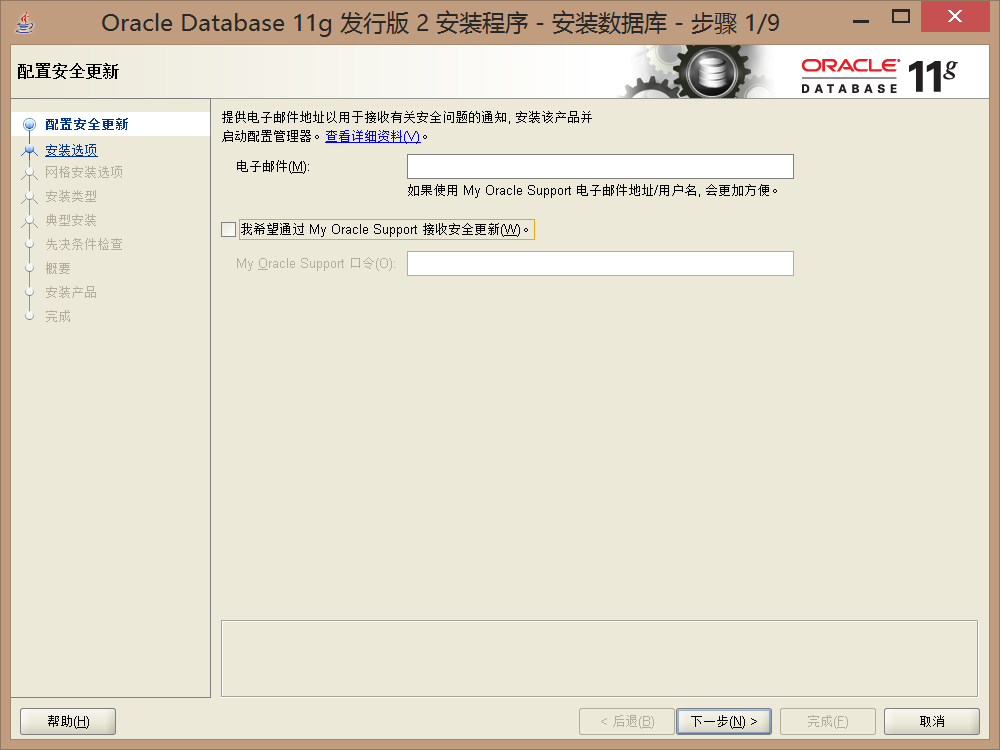 Oracle Database 11g 发行版 2 安装程序 - 安装数据库 - 步骤 1/9
配置安全更新
ORACLE
DATABASE
11g
配置安全更新
安装选项
网格安装选项
安装类型
典型安装
先决条件检查
概要
安装产品
完成
提供电子邮件地址以用于接收有关安全问题的通知, 安装该产品并
启动配置管理器。查看详细资料(V)。
电子邮件(M):
如果使用 My Oracle Support 电子邮件地址/用户名, 会更加方便。
我希望通过 My Oracle Support 接收安全更新(W)。
My Oracle Support 口令(O):
帮助(H)
< 后退(B)
下一步(N) >
完成(F)
取消